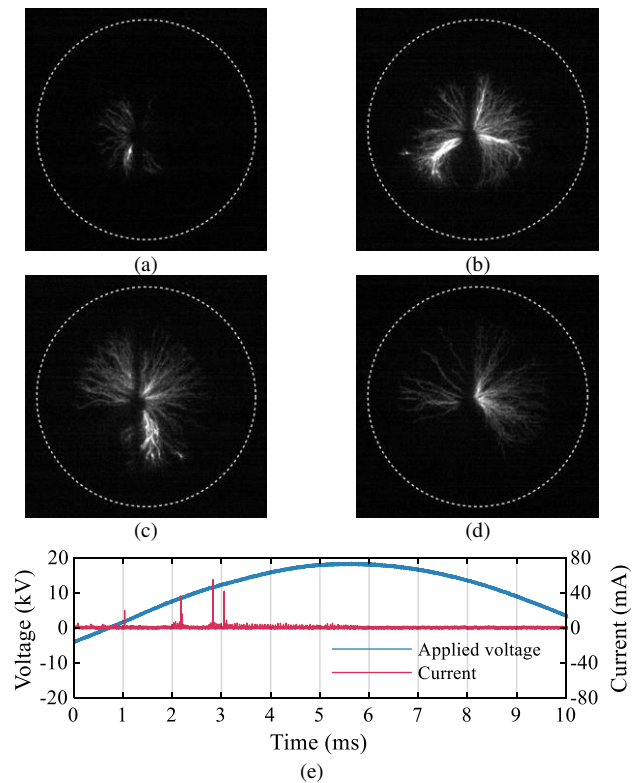 (a)
(b)
(c)
(d)
20
10
0
-10
-20
Voltage (kV)
80
40
0
-40
-80
Current (mA)
Applied voltage
Current
0 1 2 3 4 5 6 7 8 9 10
Time (ms)
(e)